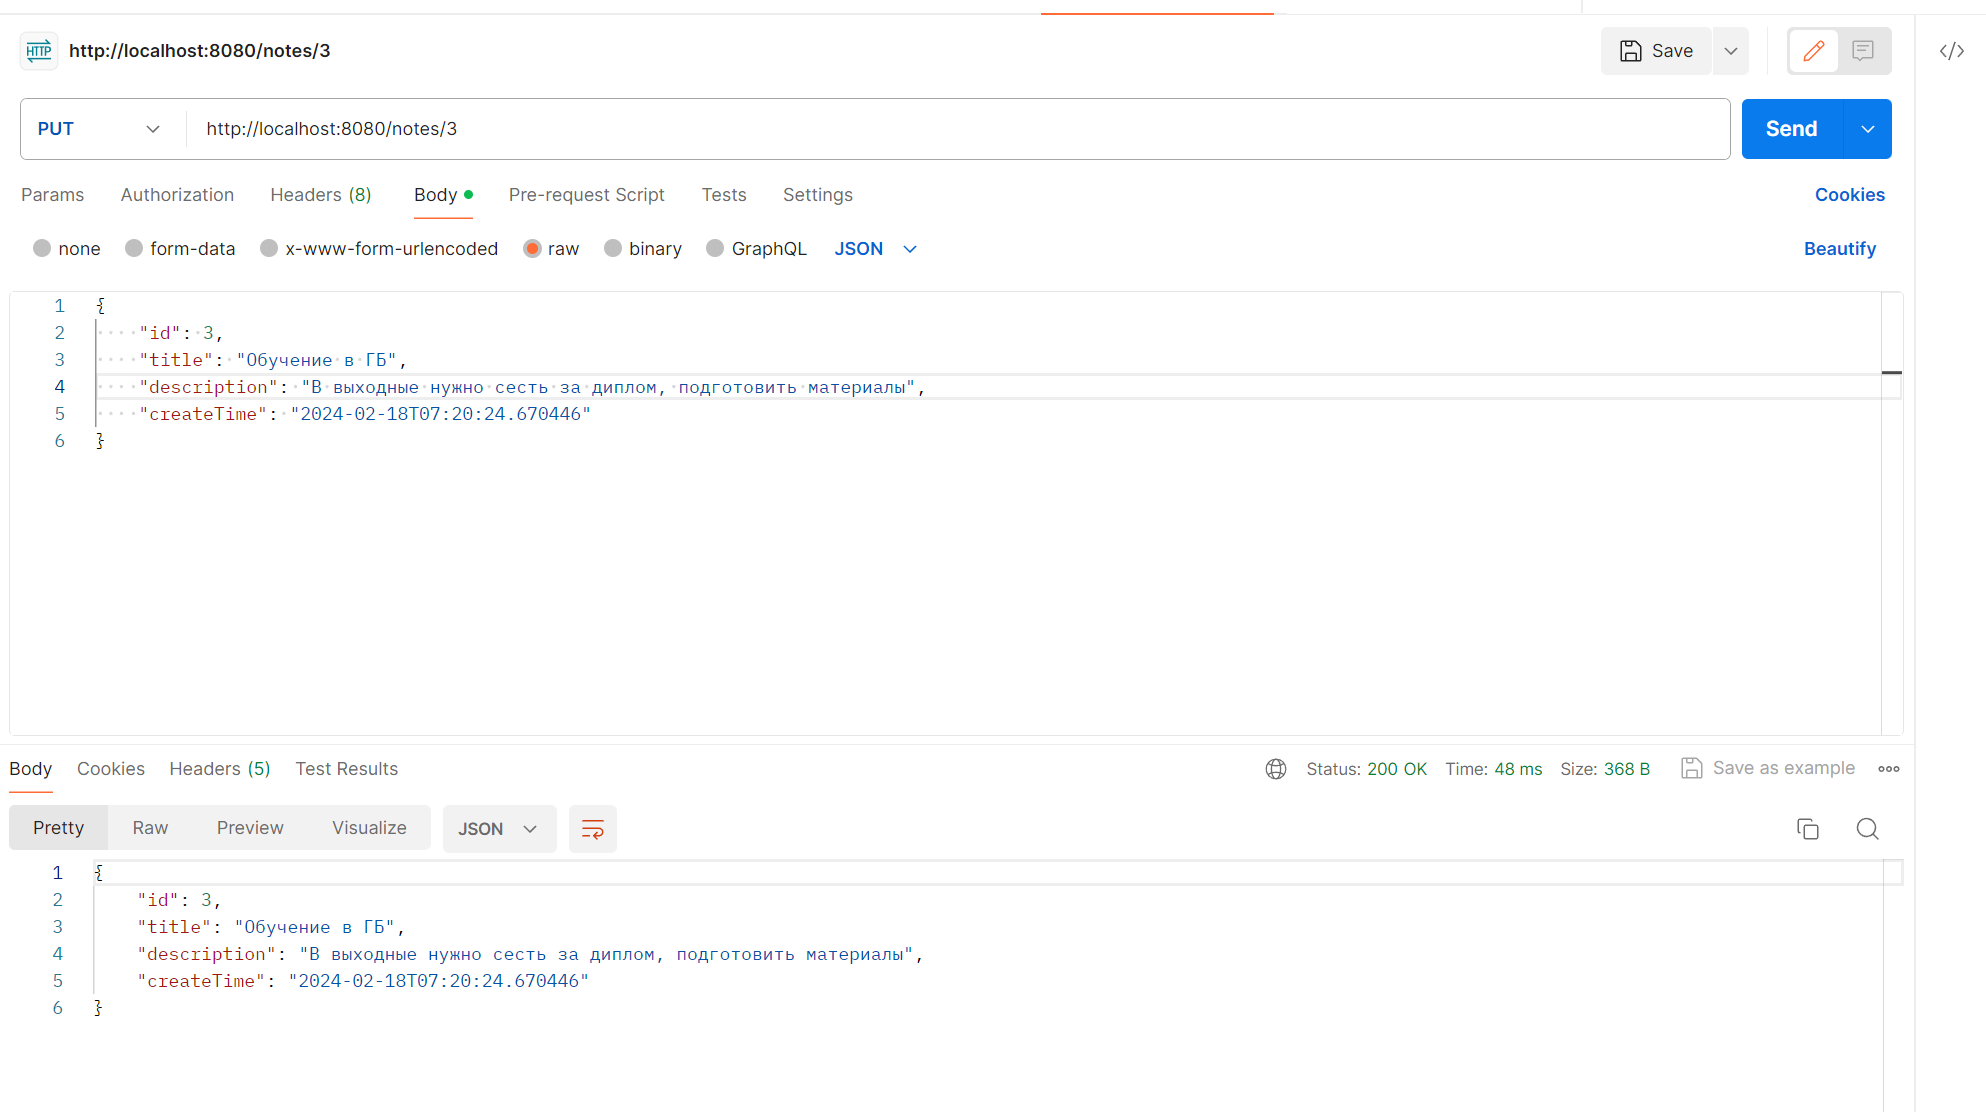 HTTP http://localhost:8080/notes/3 Save
PUT http://localhost:8080/notes/3 Send
Params Authorization Headers (8) Body Pre-request Script Tests Settings Cookies
none form-data x-www-form-urlencoded raw binary GraphQL JSON Beautify
1 {
2 "id": 3,
3 "title": "Обучение в ГБ",
4 "description": "В выходные нужно сесть за диплом, подготовить материалы",
5 "createTime": "2024-02-18T07:20:24.670446"
6 }
Body Cookies Headers (5) Test Results Status: 200 OK Time: 48 ms Size: 368 B Save as example
Pretty Raw Preview Visualize JSON
1 {
2 "id": 3,
3 "title": "Обучение в ГБ",
4 "description": "В выходные нужно сесть за диплом, подготовить материалы",
5 "createTime": "2024-02-18T07:20:24.670446"
6 }